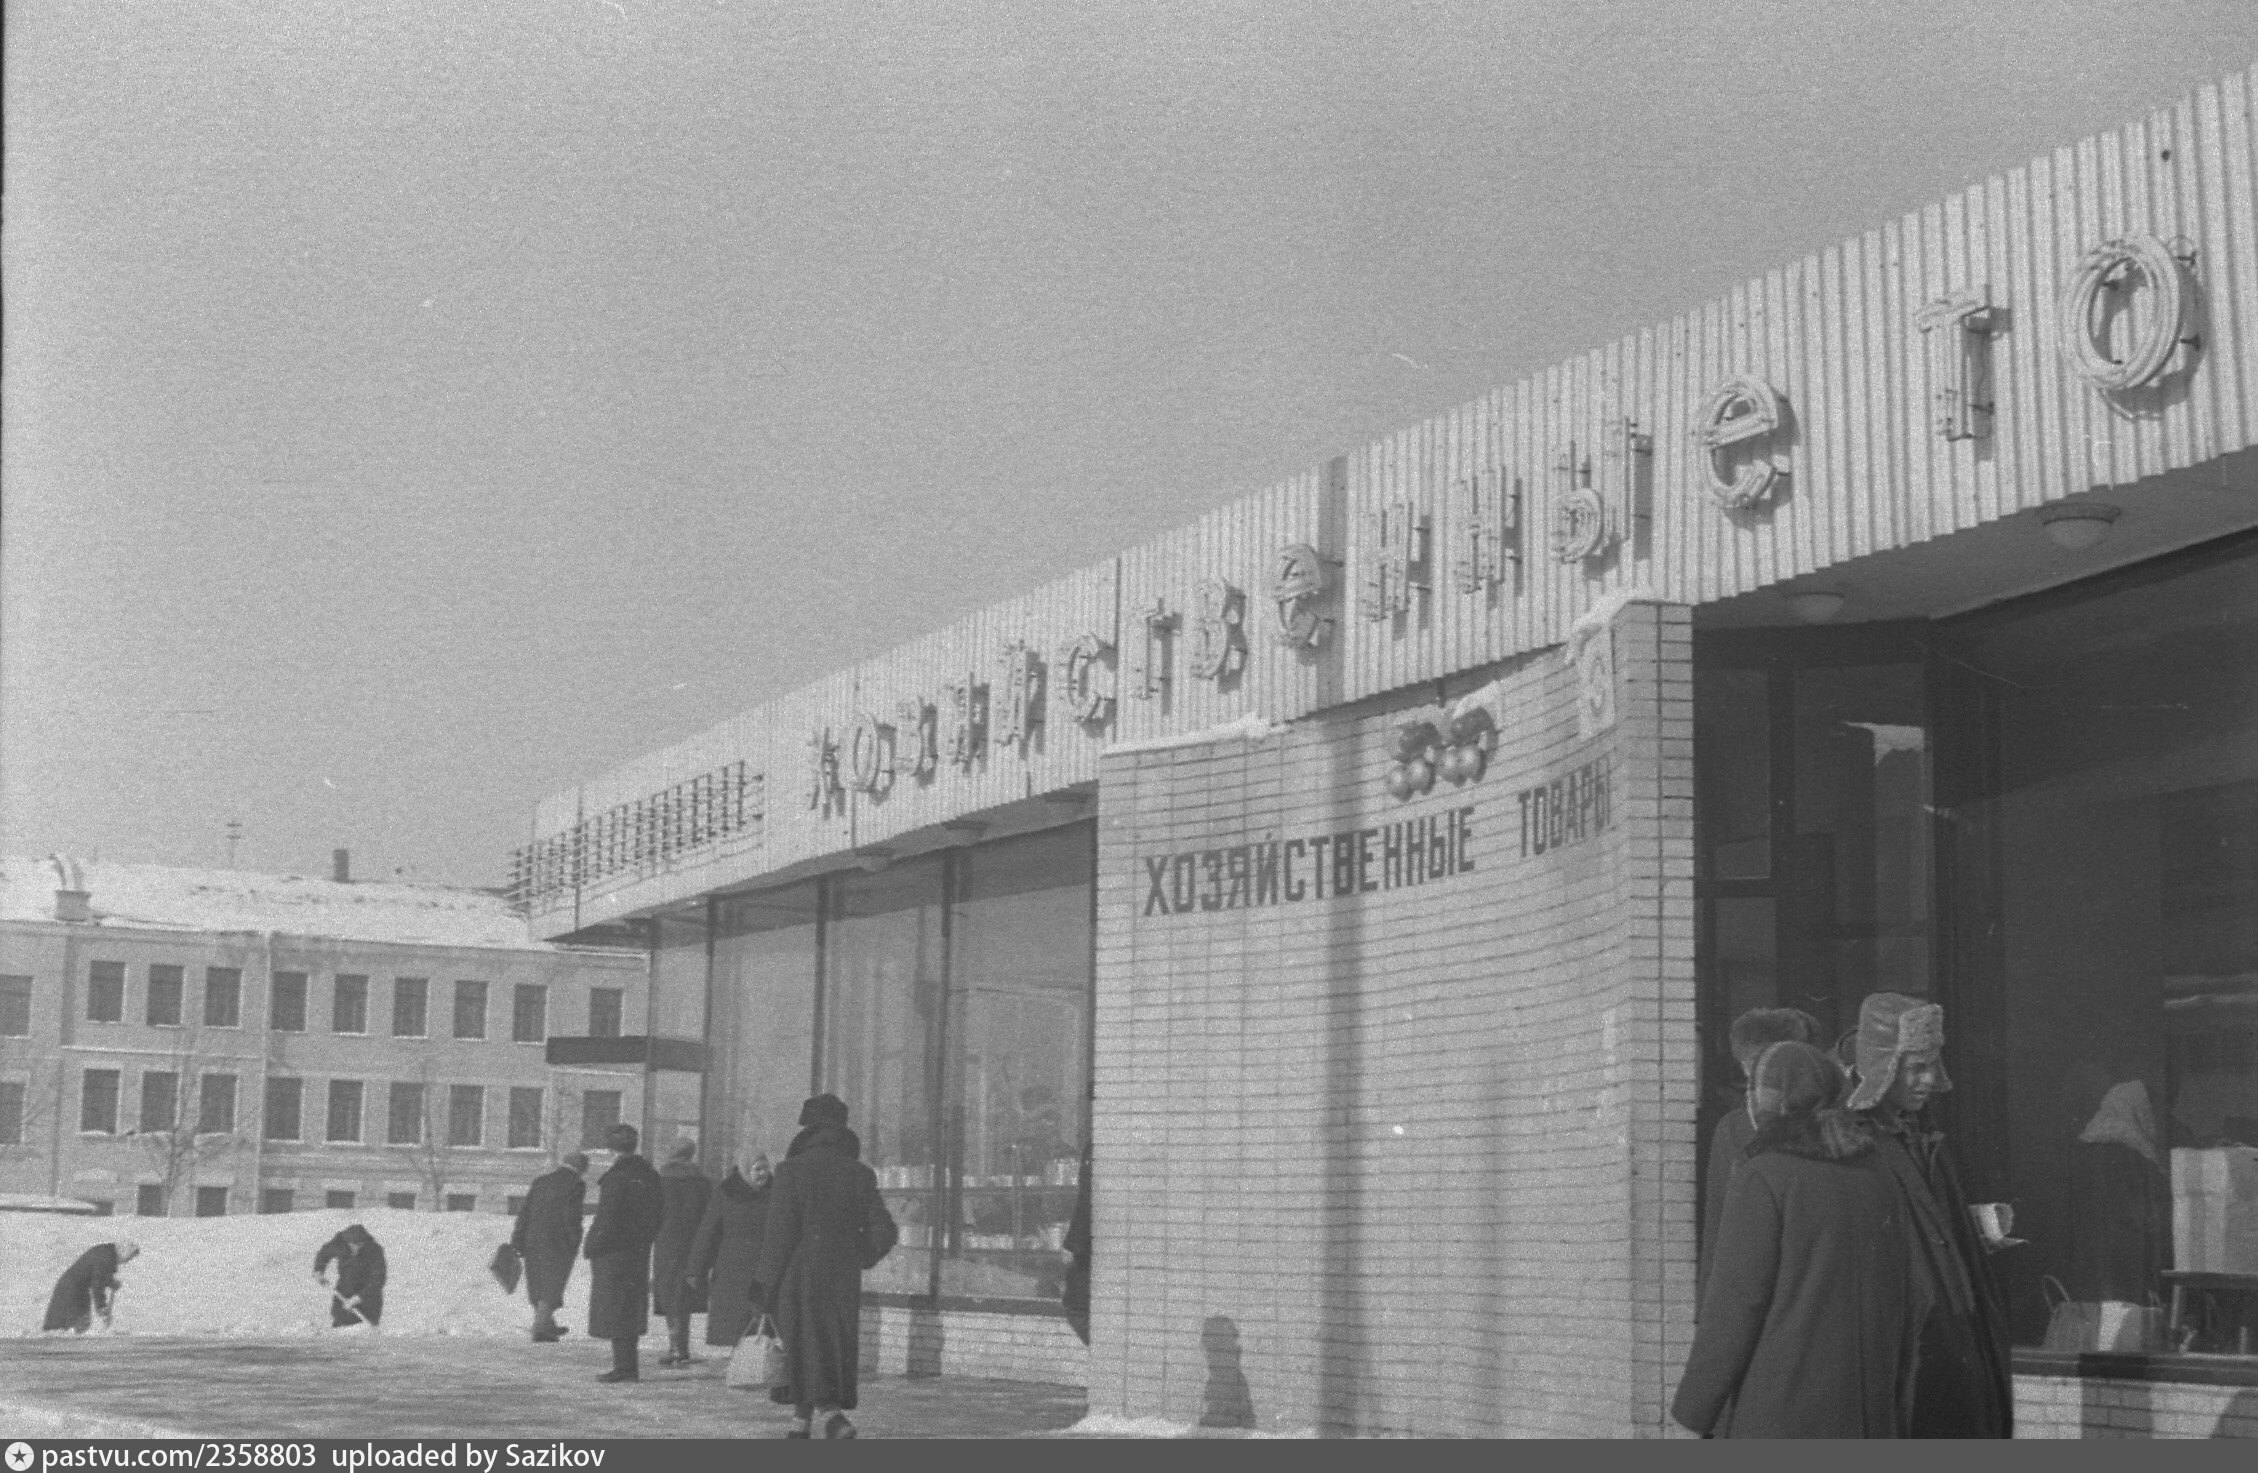 хозяйственные то
хозяйственные товары
pastvu.com/2358803 uploaded by Sazikov